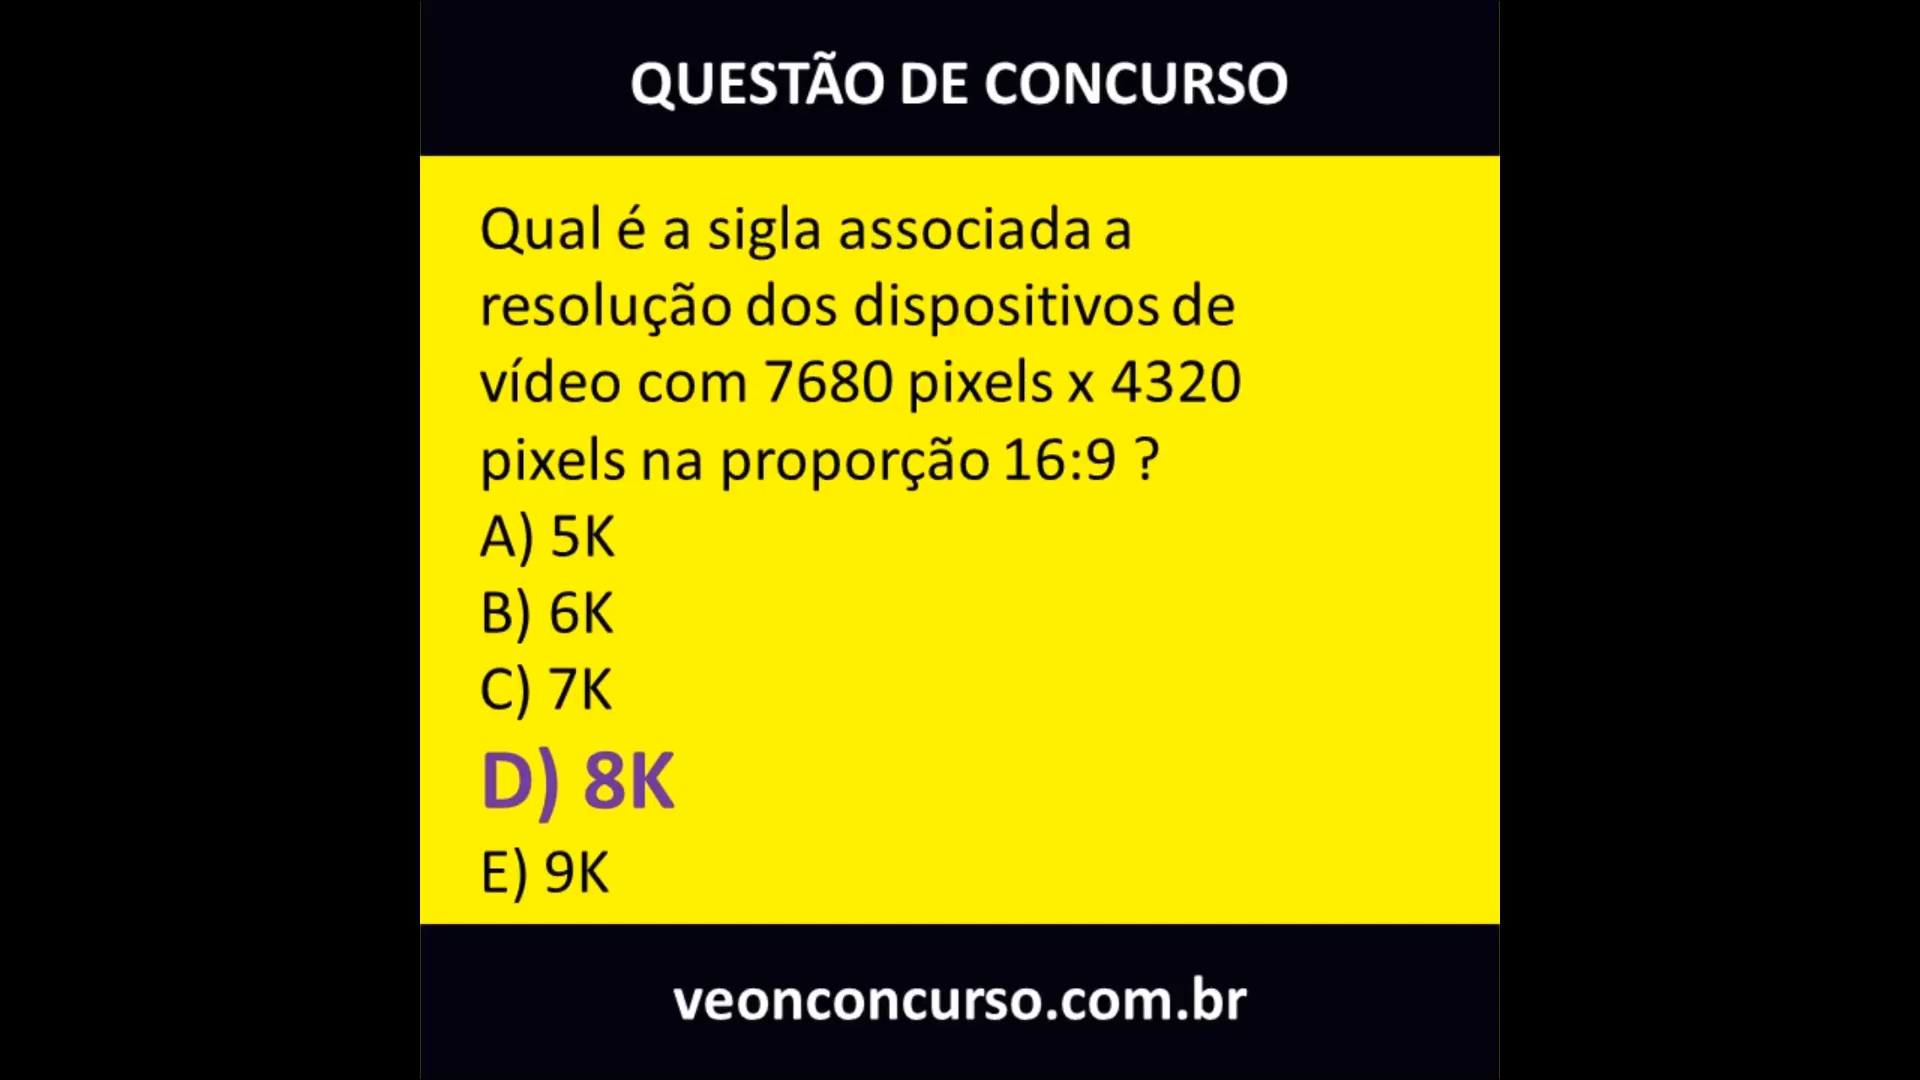 QUESTÃO DE CONCURSO
Qual é a sigla associada a
resolução dos dispositivos de
vídeo com 7680 pixels x 4320
pixels na proporção 16:9 ?
A) 5K
B) 6K
C) 7K
D) 8K
E) 9K
veonconcurso.com.br